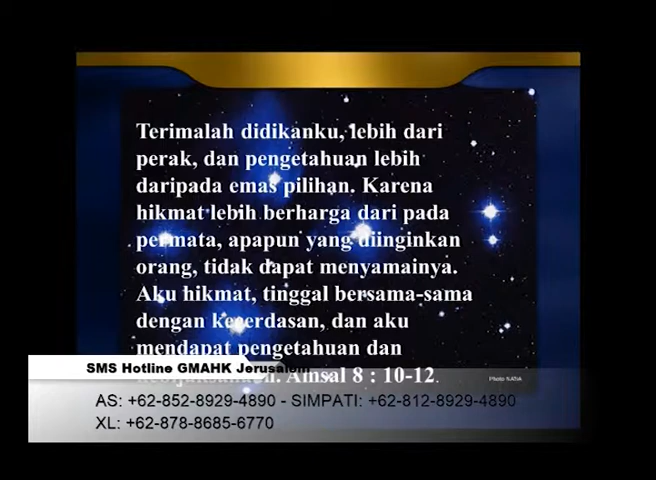 Terimalah didikanku, lebih dari
perak, dan pengetahuan lebih
daripada emas pilihan. Karena
hikmat lebih berharga dari pada
permata, apapun yang diinginkan
orang, tidak dapat menyamainya.
Aku hikmat, tinggal bersama-sama
dengan kecerdasan, dan aku
mendapat pengetahuan dan
kebijaksanaan. Amsal 8 : 10-12.
Photo NASA
SMS Hotline GMAHK Jerusalem
AS: +62-852-8929-4890 - SIMPATI: +62-812-8929-4890
XL: +62-878-8685-6770